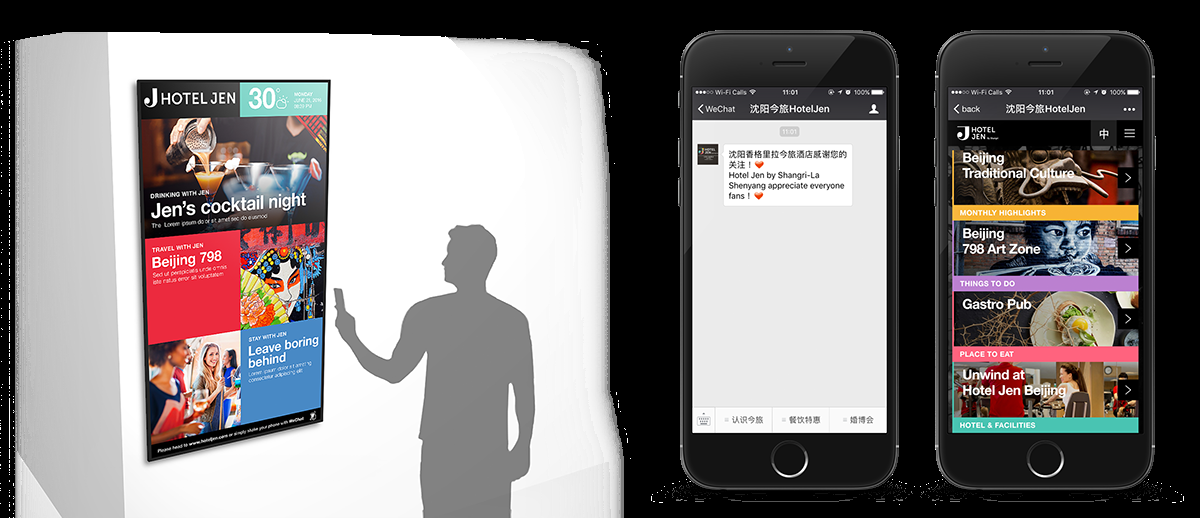 J HOTEL JEN
30°
MONDAY
JUNE 27, 2016
DRINKING WITH JEN
Jen's cocktail night
The Lorem ipsum dolor sit amet sec do eiusmod
TRAVEL WITH JEN
Beijing 798
Sed ut perspiciatis unde omnis
iste natus error sit voluptatem
STAY WITH JEN
Leave boring
behind
Lorem ipsum dolor sit amting
consectetur adipiscing elit
Please head to www.hoteljen.com or simply shake your phone with WeChat!
Wi-Fi Calls 11:01 100%
WeChat 沈阳今旅HotelJen
11:01
沈阳香格里拉今旅酒店感谢您的
关注！❤️
Hotel Jen by Shangri-La
Shenyang appreciate everyone
fans！❤️
认识今旅 餐饮特惠 婚博会
Wi-Fi Calls 11:01 100%
back 沈阳今旅HotelJen •••
J HOTEL
JEN
中
Beijing
Traditional Culture
MONTHLY HIGHLIGHTS
Beijing
798 Art Zone
THINGS TO DO
Gastro Pub
PLACE TO EAT
Unwind at
Hotel Jen Beijing
HOTEL & FACILITIES